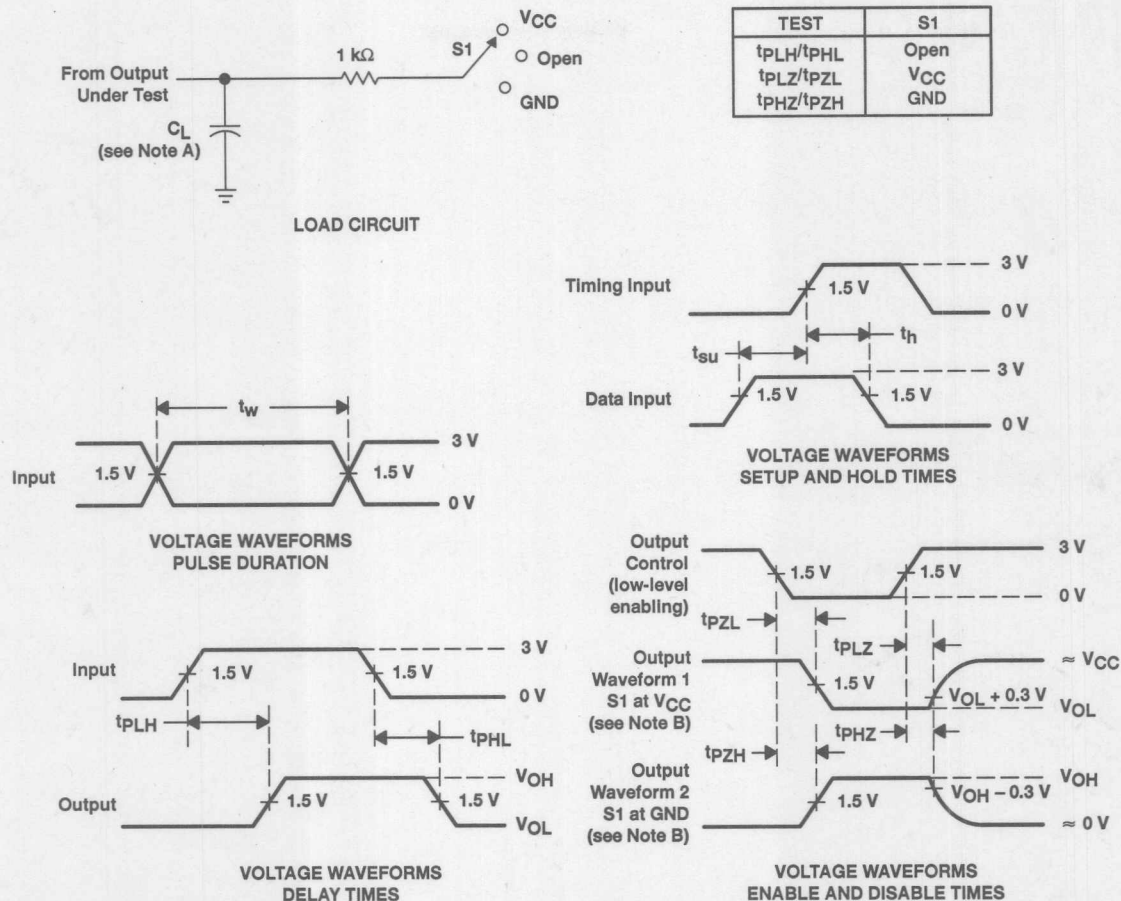 VCC
S1
Open
GND
1 kΩ
From Output
Under Test
CL
(see Note A)
LOAD CIRCUIT
TEST S1
tPLH/tPHL Open
tPLZ/tPZL VCC
tPHZ/tPZH GND
Timing Input
1.5 V
3 V
0 V
tsu
th
Data Input
1.5 V
1.5 V
3 V
0 V
VOLTAGE WAVEFORMS
SETUP AND HOLD TIMES
tw
Input
1.5 V
1.5 V
3 V
0 V
VOLTAGE WAVEFORMS
PULSE DURATION
Input
1.5 V
1.5 V
3 V
0 V
tPLH
tPHL
Output
1.5 V
1.5 V
VOH
VOL
VOLTAGE WAVEFORMS
DELAY TIMES
Output
Control
(low-level
enabling)
1.5 V
1.5 V
3 V
0 V
tPZL
tPLZ
Output
Waveform 1
S1 at VCC
(see Note B)
1.5 V
≈ VCC
VOL + 0.3 V
VOL
tPZH
tPHZ
Output
Waveform 2
S1 at GND
(see Note B)
1.5 V
VOH
VOH – 0.3 V
≈ 0 V
VOLTAGE WAVEFORMS
ENABLE AND DISABLE TIMES